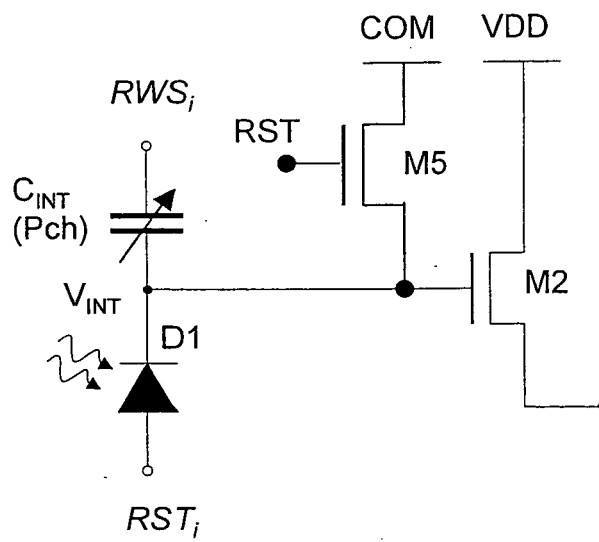 COM VDD
RWSi
RST
M5
CINT
(Pch)
M2
VINT
D1
RSTi